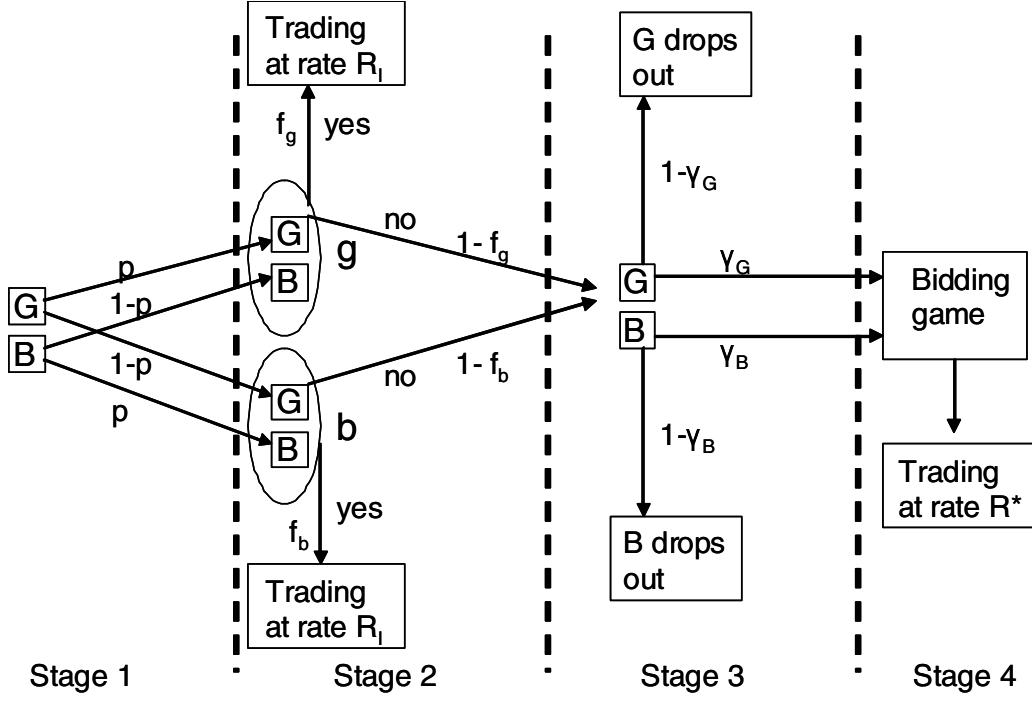 Trading
at rate R_I
f_g
yes
G drops
out
1-γ_G
G
B
g
no
1- f_g
p
1-p
G
B
1-p
p
G
B
b
no
1- f_b
G
B
γ_G
γ_B
Bidding
game
1-γ_B
yes
f_b
Trading
at rate R*
B drops
out
Trading
at rate R_I
Stage 1
Stage 2
Stage 3
Stage 4